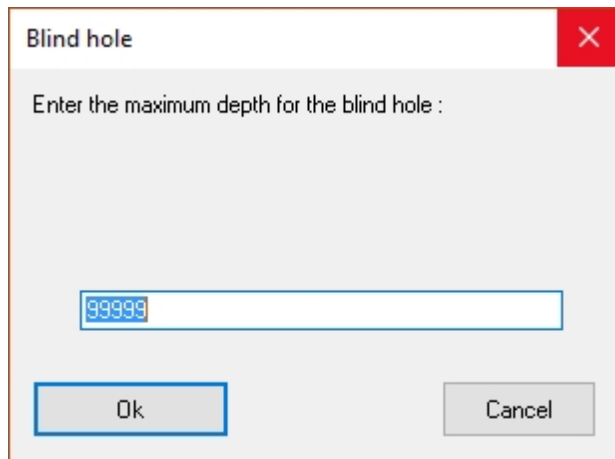 Blind hole
Enter the maximum depth for the blind hole :
99999
Ok
Cancel